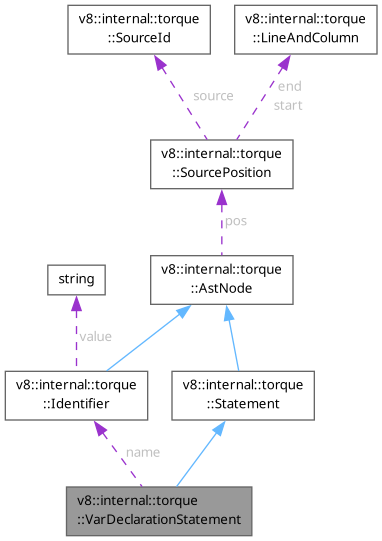 v8::internal::torque
::SourceId
v8::internal::torque
::LineAndColumn
source
end
start
v8::internal::torque
::SourcePosition
pos
v8::internal::torque
::AstNode
string
value
v8::internal::torque
::Identifier
v8::internal::torque
::Statement
name
v8::internal::torque
::VarDeclarationStatement